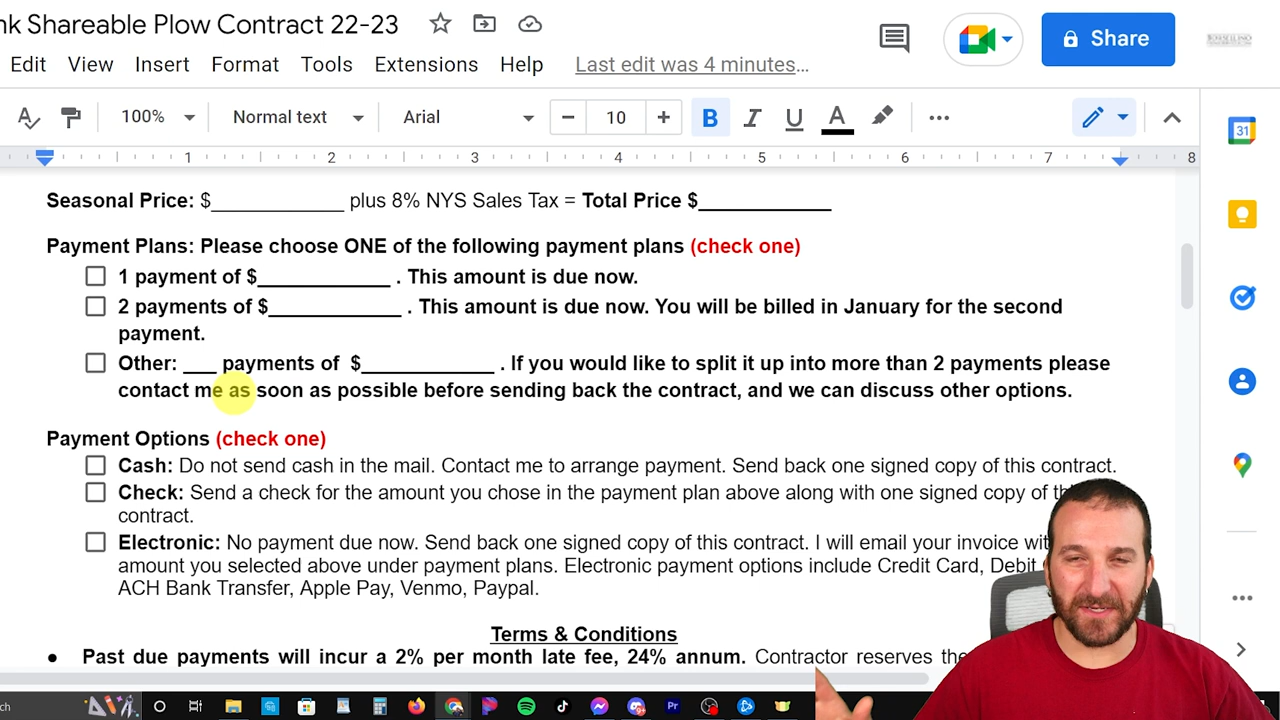 nk Shareable Plow Contract 22-23
Share
Edit View Insert Format Tools Extensions Help Last edit was 4 minutes…
100% Normal text Arial 10 B I U A
1 2 3 4 5 6 7 8
31
Seasonal Price: $____________ plus 8% NYS Sales Tax = Total Price $____________
Payment Plans: Please choose ONE of the following payment plans (check one)
1 payment of $____________ . This amount is due now.
2 payments of $____________ . This amount is due now. You will be billed in January for the second
payment.
Other: ___ payments of $____________ . If you would like to split it up into more than 2 payments please
contact me as soon as possible before sending back the contract, and we can discuss other options.
Payment Options (check one)
Cash: Do not send cash in the mail. Contact me to arrange payment. Send back one signed copy of this contract.
Check: Send a check for the amount you chose in the payment plan above along with one signed copy of
contract.
Electronic: No payment due now. Send back one signed copy of this contract. I will email your invoice
amount you selected above under payment plans. Electronic payment options include Credit Card, Debit
ACH Bank Transfer, Apple Pay, Venmo, Paypal.
Terms & Conditions
● Past due payments will incur a 2% per month late fee, 24% annum. Contractor reserves
ch
Pr